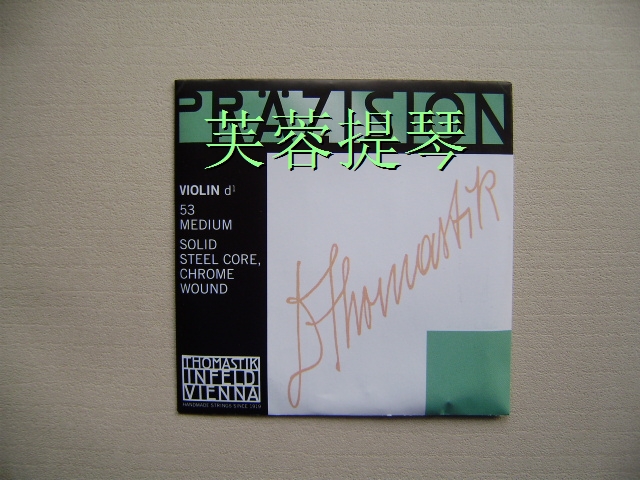 PRÄZISION
芙蓉提琴
VIOLIN d¹
53
MEDIUM
SOLID
STEEL CORE,
CHROME
WOUND
Thomastik
THOMASTIK
INFELD
VIENNA
HANDMADE STRINGS SINCE 1919